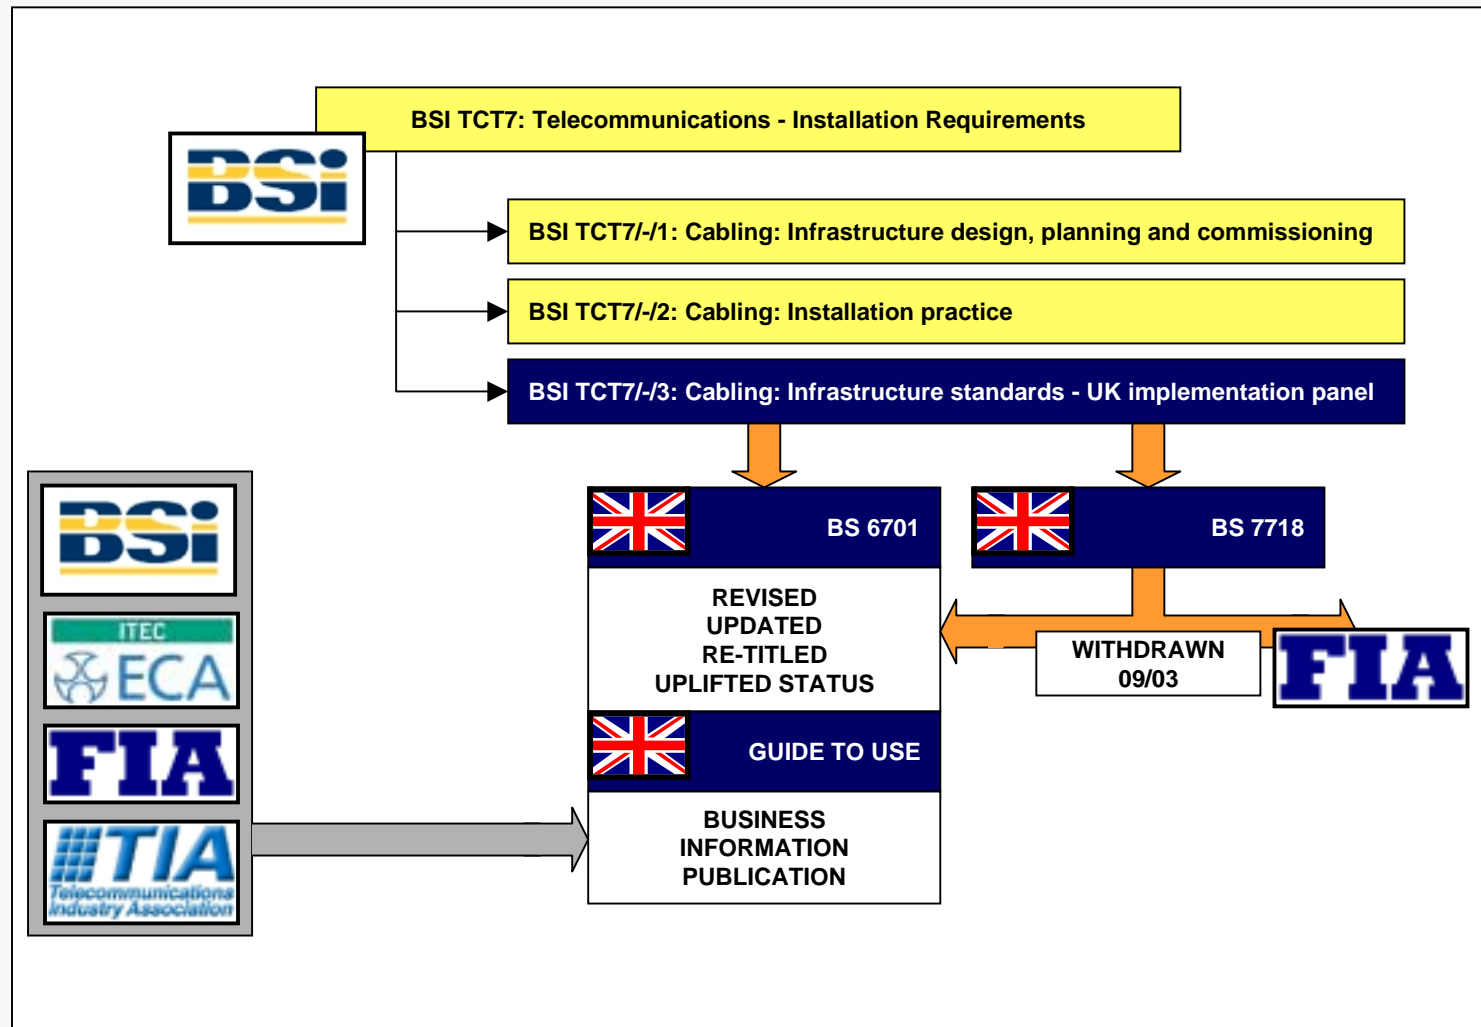 BSI TCT7: Telecommunications - Installation Requirements
BSi
BSI TCT7/-/1: Cabling: Infrastructure design, planning and commissioning
BSI TCT7/-/2: Cabling: Installation practice
BSI TCT7/-/3: Cabling: Infrastructure standards - UK implementation panel
BSi
ITEC
ECA
FIA
TIA
Telecommunications
Industry Association
BS 6701
REVISED
UPDATED
RE-TITLED
UPLIFTED STATUS
GUIDE TO USE
BUSINESS
INFORMATION
PUBLICATION
BS 7718
WITHDRAWN
09/03
FIA